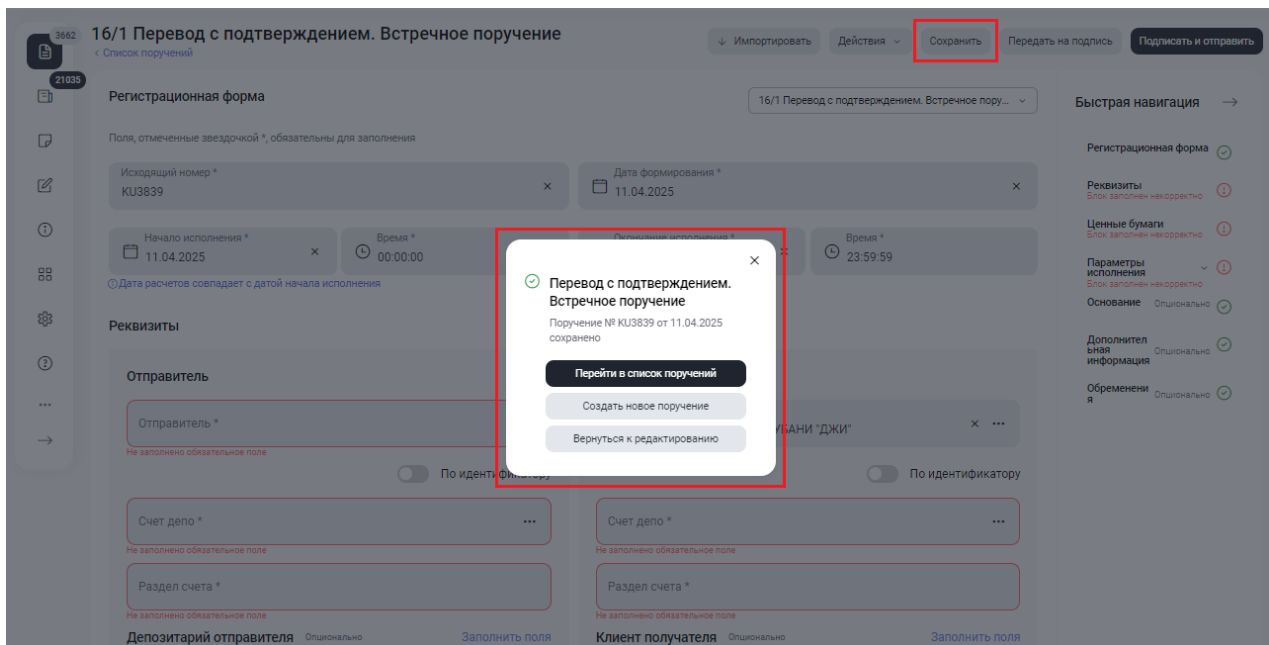 3662
16/1 Перевод с подтверждением. Встречное поручение
< Список поручений
Импортировать
Действия
Сохранить
Передать на подпись
Подписать и отправить
21035
Регистрационная форма
16/1 Перевод с подтверждением. Встречное пору...
Поля, отмеченные звездочкой *, обязательны для заполнения
Исходящий номер *
KU3839
Дата формирования *
11.04.2025
Начало исполнения *
11.04.2025
Время *
00:00:00
Окончание исполнения *
Время *
23:59:59
Дата расчетов совпадает с датой начала исполнения
Реквизиты
Отправитель
Отправитель *
Не заполнено обязательное поле
По идентификатору
Счет депо *
Не заполнено обязательное поле
Раздел счета *
Не заполнено обязательное поле
Депозитарий отправителя Опционально
Заполнить поля
"ДЖИ"
По идентификатору
Счет депо *
Не заполнено обязательное поле
Раздел счета *
Не заполнено обязательное поле
Клиент получателя Опционально
Заполнить поля
Перевод с подтверждением.
Встречное поручение
Поручение № KU3839 от 11.04.2025
сохранено
Перейти в список поручений
Создать новое поручение
Вернуться к редактированию
Быстрая навигация
Регистрационная форма
Реквизиты
Блок заполнен некорректно
Ценные бумаги
Блок заполнен некорректно
Параметры
исполнения
Блок заполнен некорректно
Основание Опционально
Дополнител
ьная
информация
Опционально
Обременени
я
Опционально